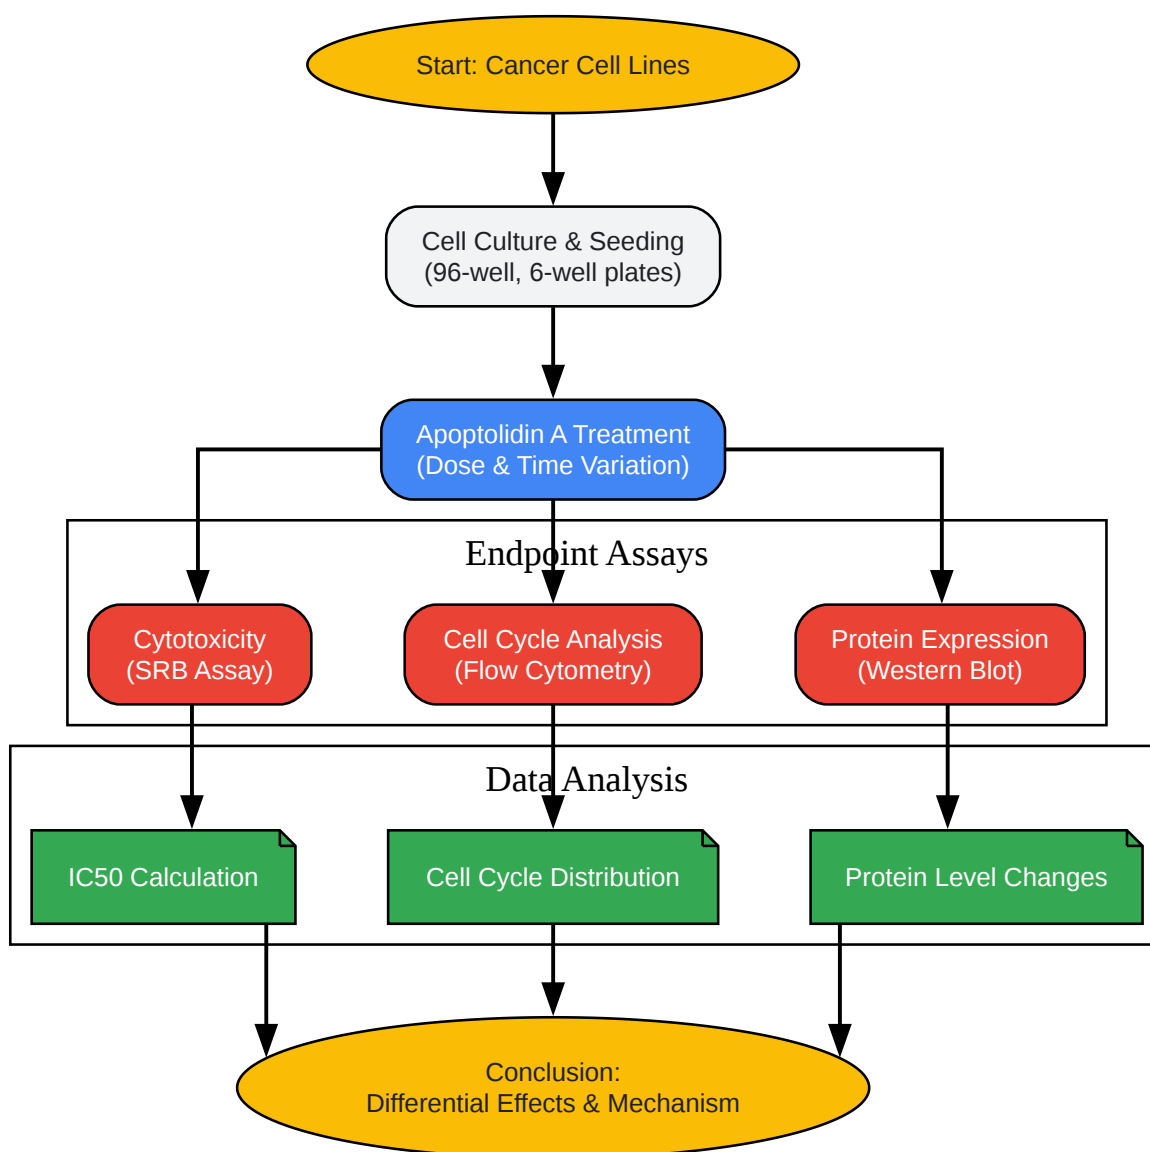 Start: Cancer Cell Lines
Cell Culture & Seeding
(96-well, 6-well plates)
Apoptolidin A Treatment
(Dose & Time Variation)
Endpoint Assays
Cytotoxicity
(SRB Assay)
Cell Cycle Analysis
(Flow Cytometry)
Protein Expression
(Western Blot)
Data Analysis
IC50 Calculation
Cell Cycle Distribution
Protein Level Changes
Conclusion:
Differential Effects & Mechanism